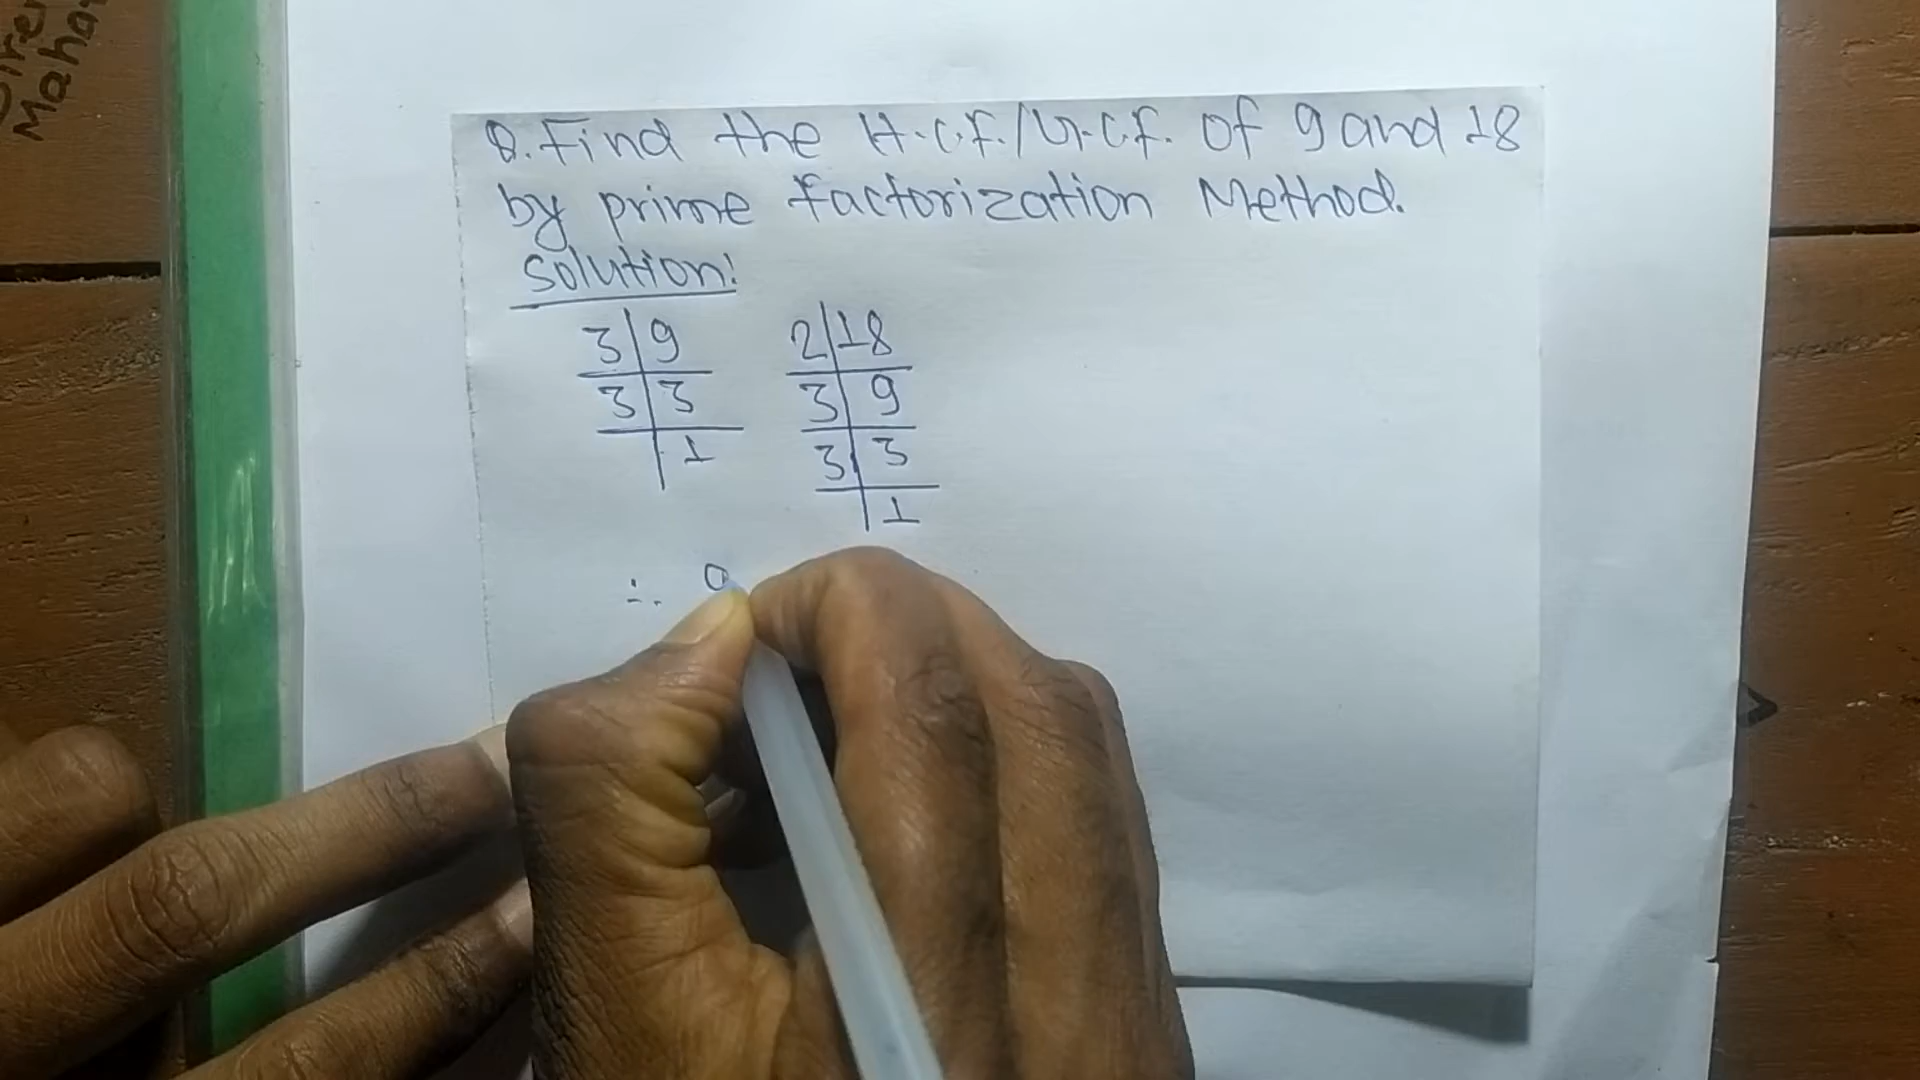 Q. Find the H.C.F./G.C.F. of 9 and 18
by prime factorization Method.
Solution:
3 | 9
3 | 3
1
2 | 18
3 | 9
3 | 3
1
∴ 9